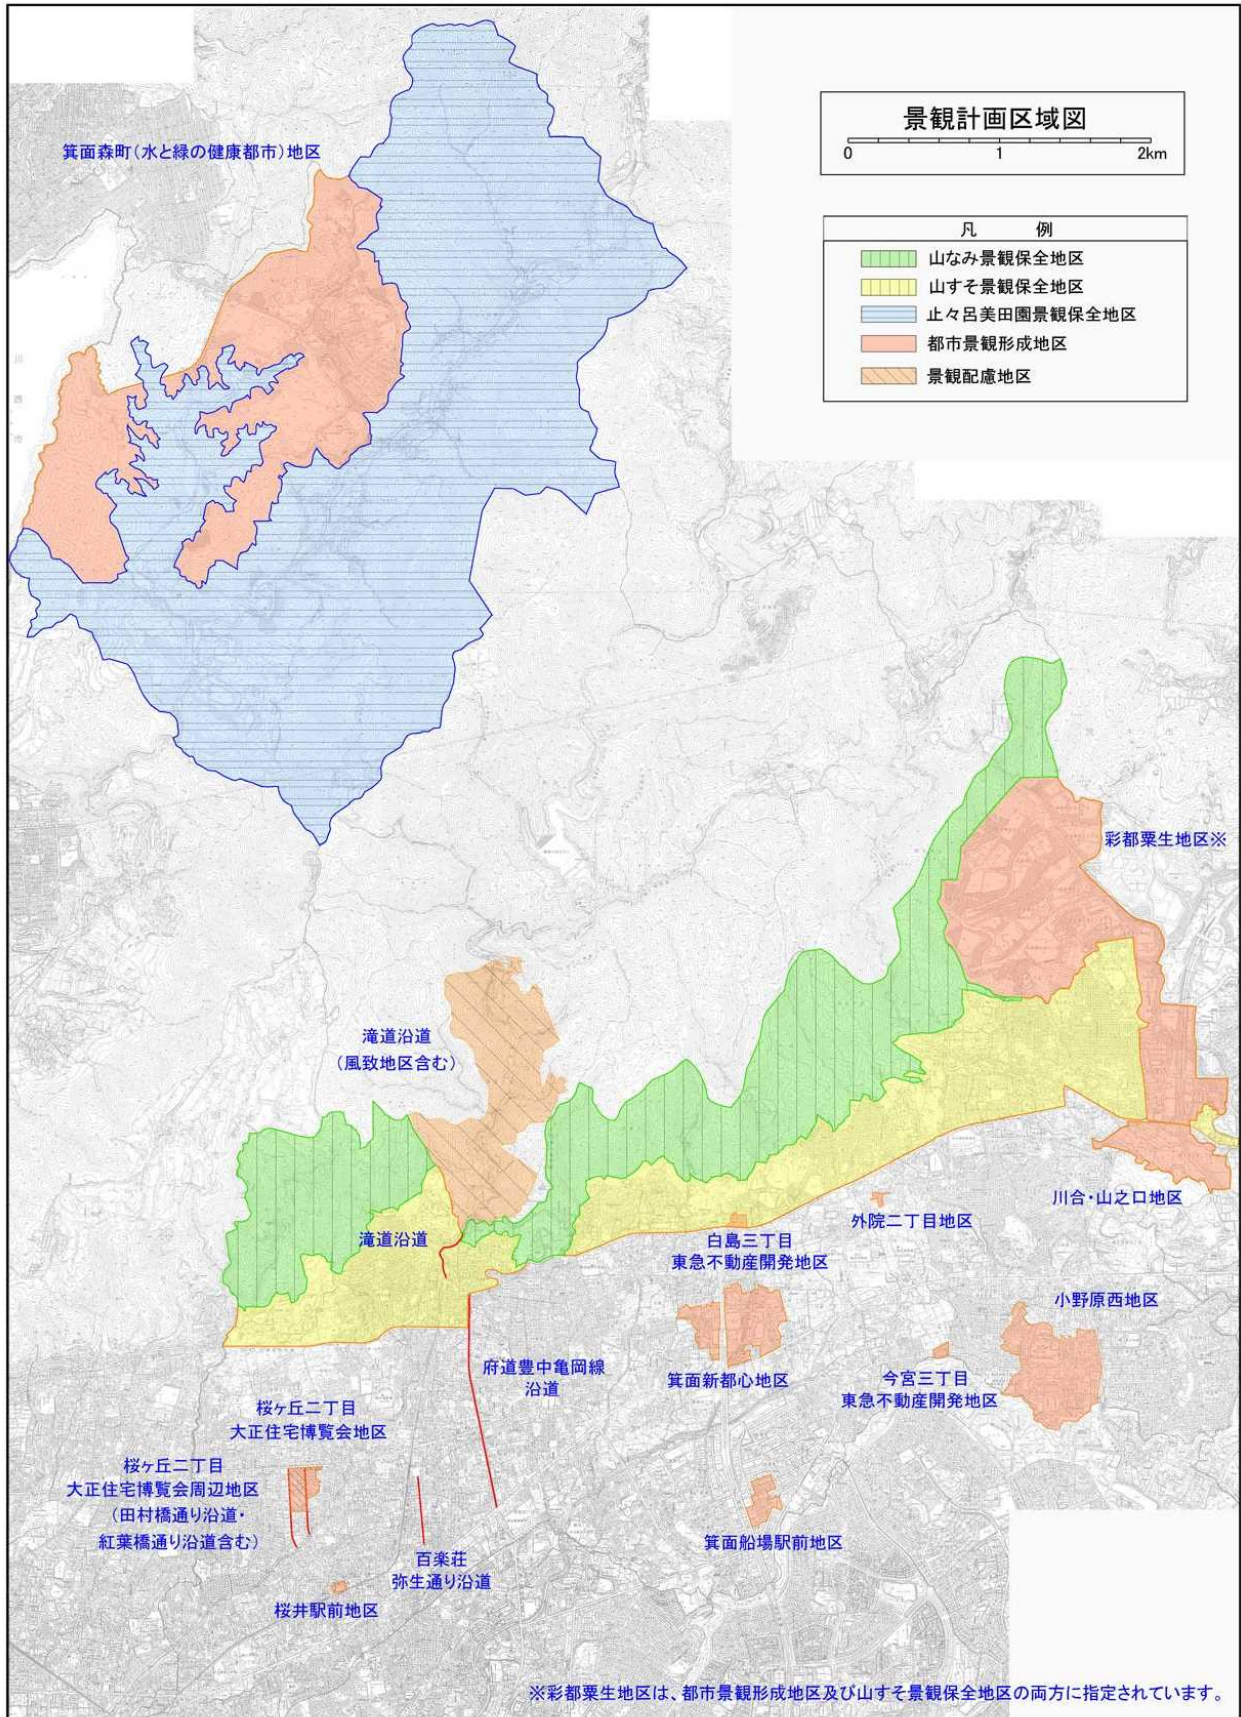 景観計画区域図
0 1 2km
凡 例
山なみ景観保全地区
山すそ景観保全地区
止々呂美田園景観保全地区
都市景観形成地区
景観配慮地区
箕面森町(水と緑の健康都市)地区
彩都粟生地区※
滝道沿道
(風致地区含む)
川合・山之口地区
外院二丁目地区
滝道沿道
白島三丁目
東急不動産開発地区
小野原西地区
府道豊中亀岡線
沿道
箕面新都心地区
今宮三丁目
東急不動産開発地区
桜ヶ丘二丁目
大正住宅博覧会地区
桜ヶ丘二丁目
大正住宅博覧会周辺地区
(田村橋通り沿道・
紅葉橋通り沿道含む)
箕面船場駅前地区
百楽荘
弥生通り沿道
桜井駅前地区
※彩都粟生地区は、都市景観形成地区及び山すそ景観保全地区の両方に指定されています。